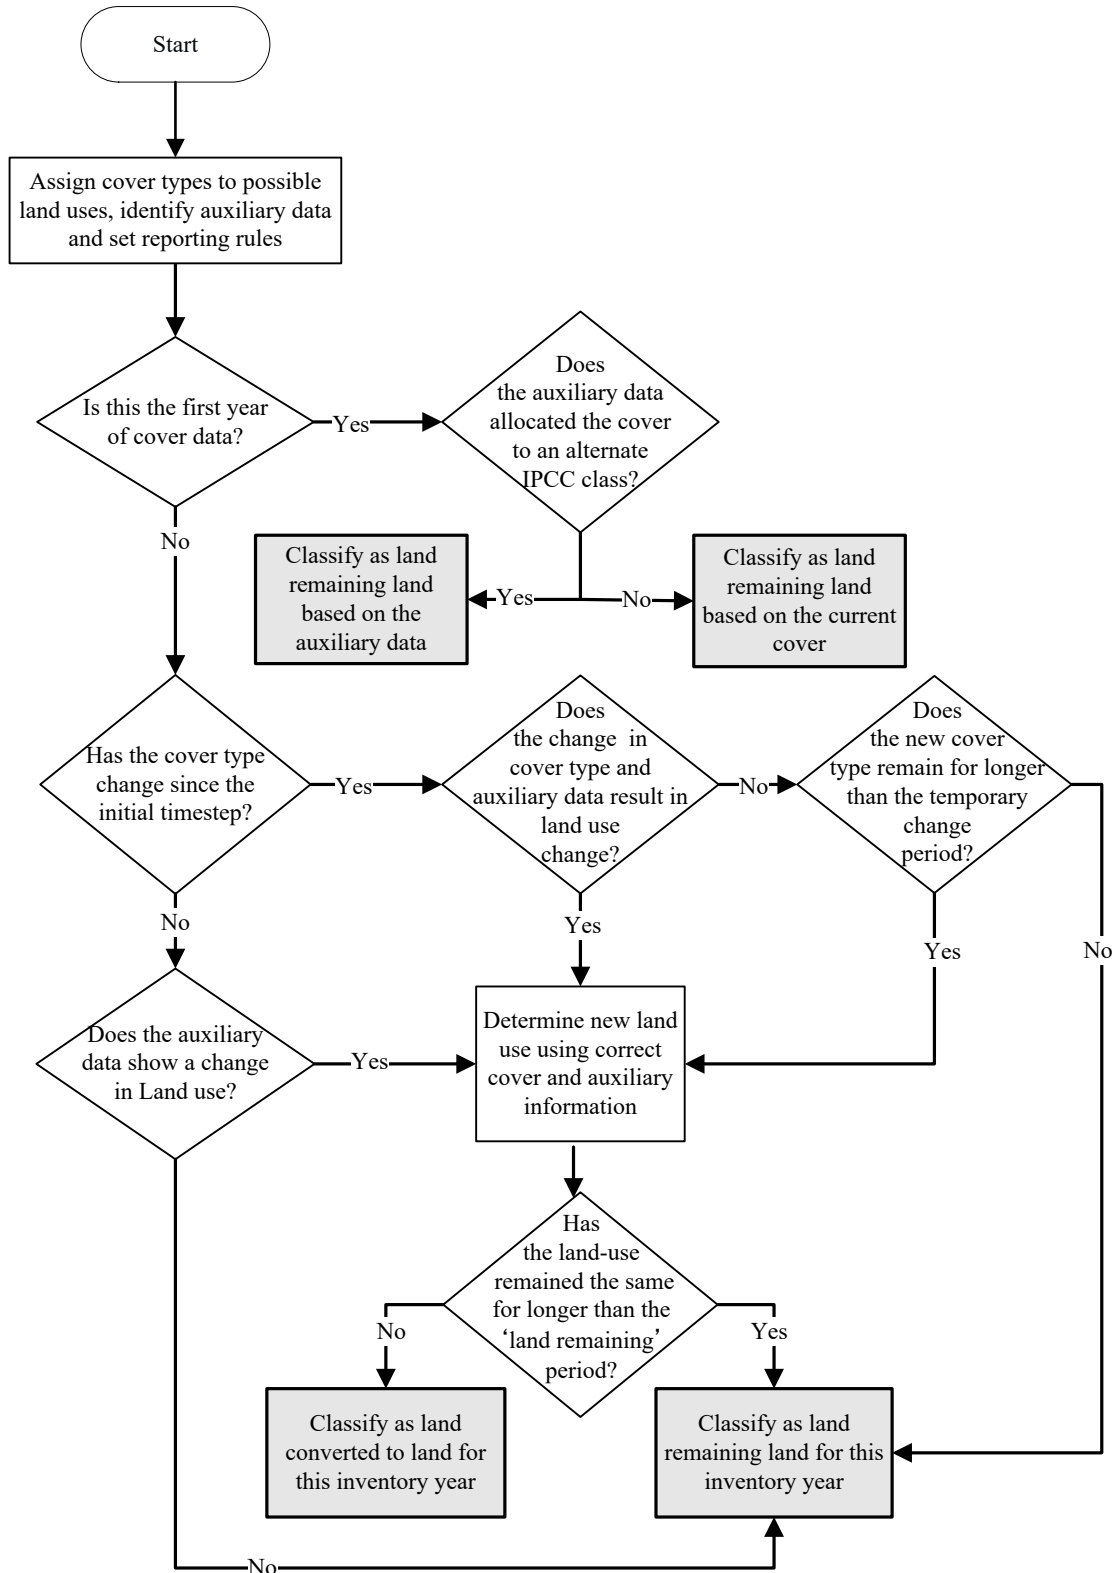 Start
Assign cover types to possible
land uses, identify auxiliary data
and set reporting rules
Is this the first year
of cover data?
Yes
Does
the auxiliary data
allocated the cover
to an alternate
IPCC class?
No
Classify as land
remaining land
based on the
auxiliary data
Yes
No
Classify as land
remaining land
based on the current
cover
Has the cover type
change since the
initial timestep?
Yes
Does
the change in
cover type and
auxiliary data result in
land use
change?
No
Does
the new cover
type remain for longer
than the temporary
change
period?
No
Yes
Yes
No
Does the auxiliary
data show a change
in Land use?
Yes
Determine new land
use using correct
cover and auxiliary
information
Has
the land-use
remained the same
for longer than the
‘land remaining’
period?
No
Yes
Classify as land
converted to land for
this inventory year
Classify as land
remaining land for this
inventory year
No